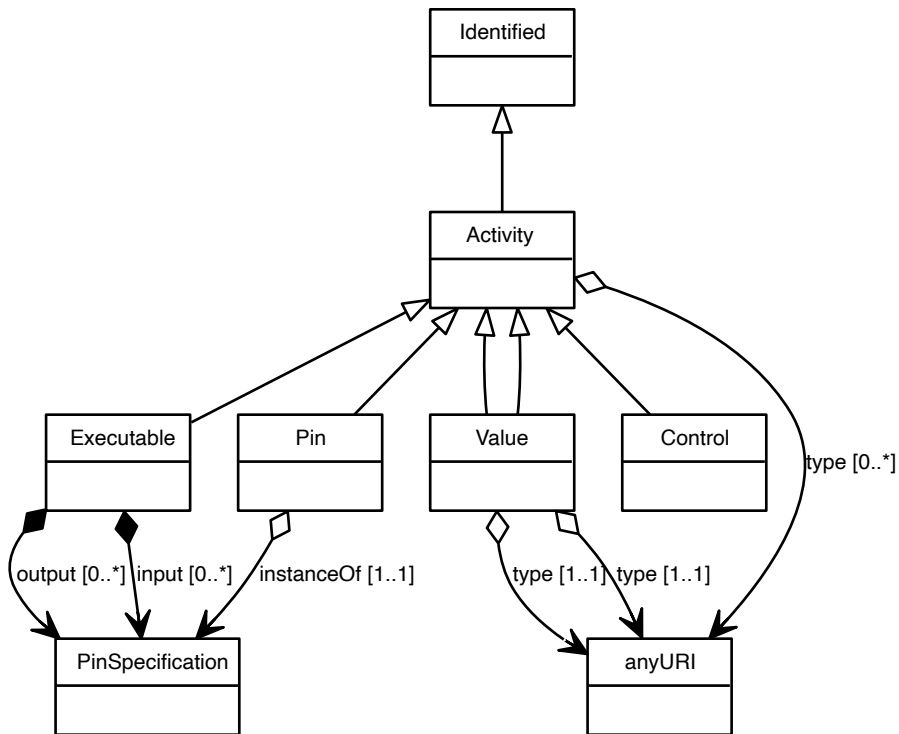 Identified
Activity
Executable
Pin
Value
Control
type [0..*]
output [0..*]
input [0..*]
instanceOf [1..1]
type [1..1]
type [1..1]
PinSpecification
anyURI